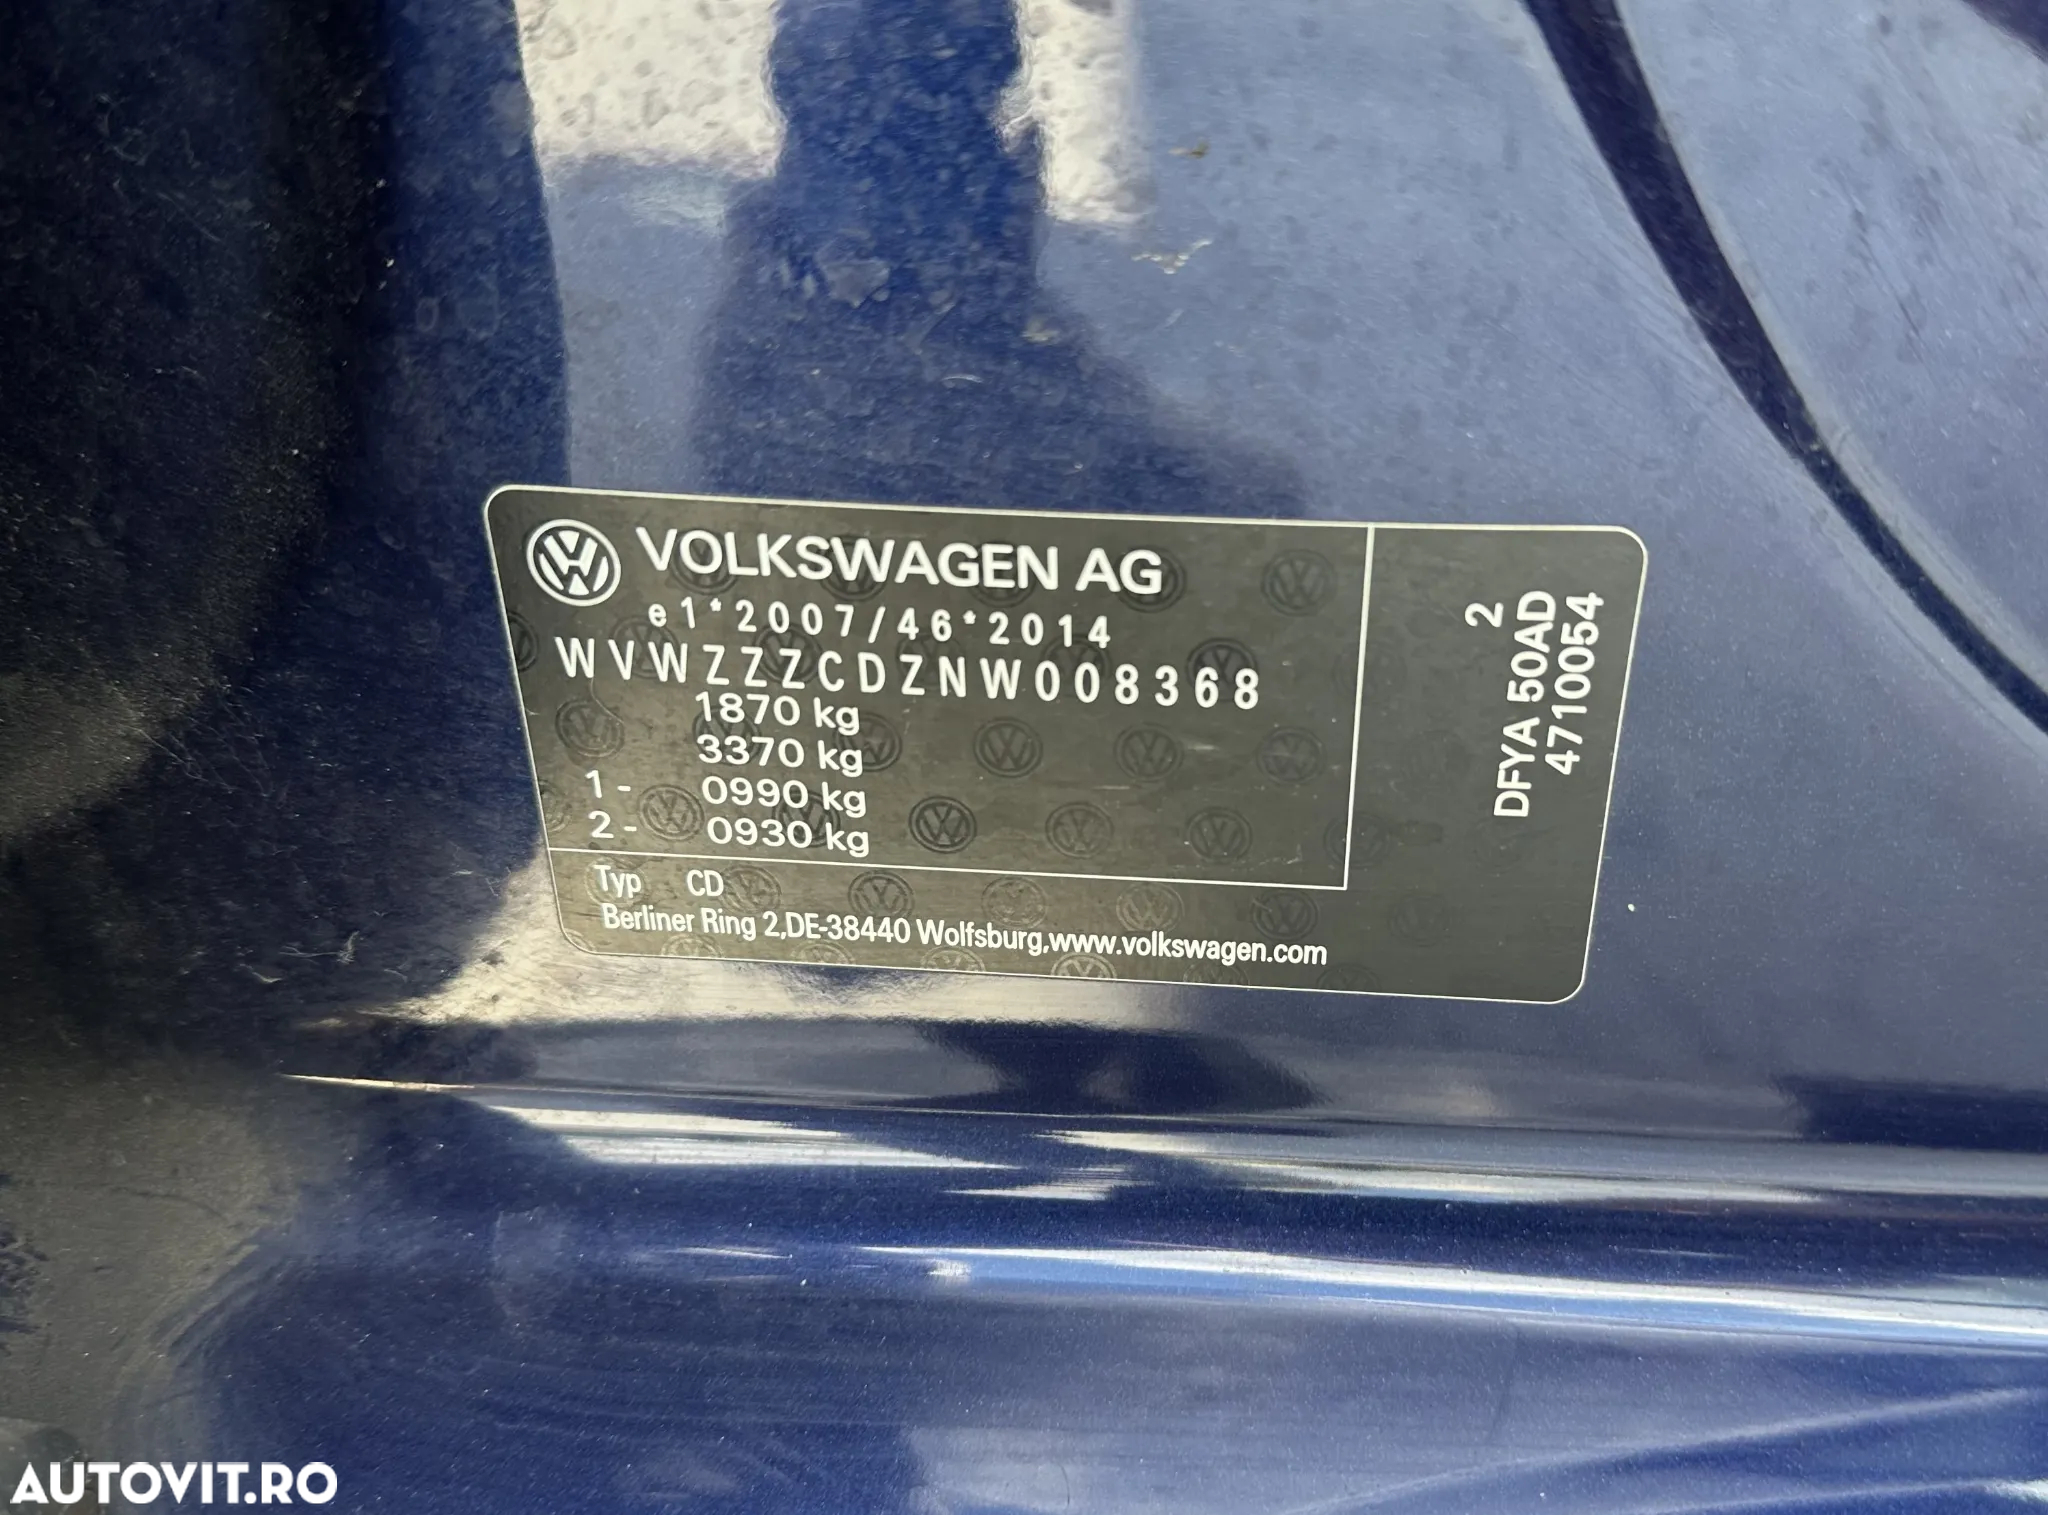 VOLKSWAGEN AG
e1*2007/46*2014
WVWZZZCDZNW008368
1870 kg
3370 kg
1- 0990 kg
2- 0930 kg
Typ CD
Berliner Ring 2,DE-38440 Wolfsburg,www.volkswagen.com
2
DFYA 50AD
4710054
AUTOVIT.RO